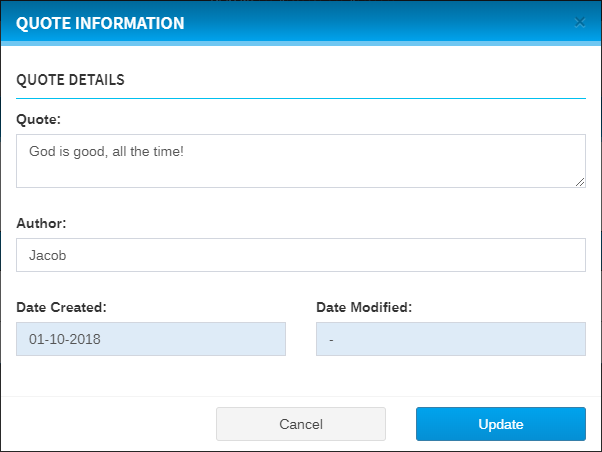 QUOTE INFORMATION ×
QUOTE DETAILS
Quote:
God is good, all the time!
Author:
Jacob
Date Created: Date Modified:
01-10-2018 -
Cancel Update